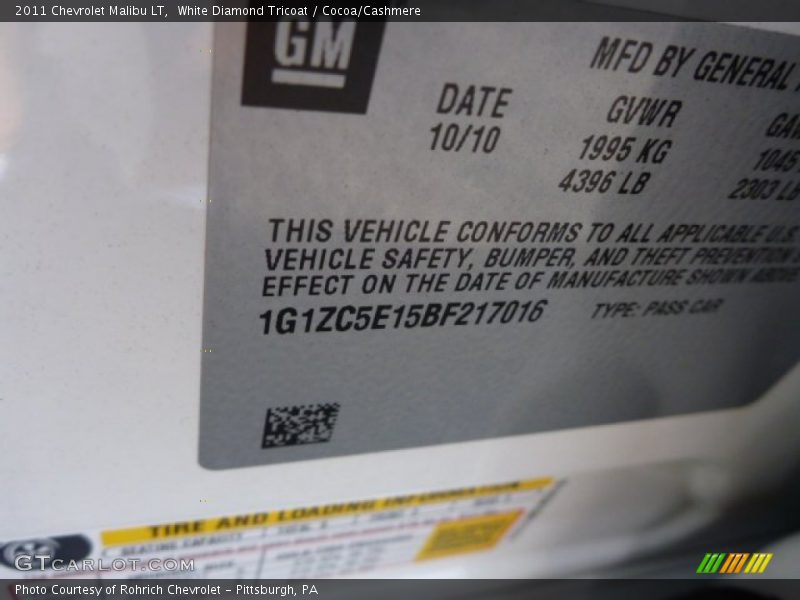 2011 Chevrolet Malibu LT, White Diamond Tricoat / Cocoa/Cashmere
GM
MFD BY GENERAL
DATE GVWR
10/10 1995 KG 1045
4396 LB 2303 LB
THIS VEHICLE CONFORMS TO ALL APPLICABLE U.S.
VEHICLE SAFETY, BUMPER, AND THEFT PREVENTION
EFFECT ON THE DATE OF MANUFACTURE SHOWN ABOVE
1G1ZC5E15BF217016 TYPE: PASS CAR
TIRE AND LOADING INFORMATION
GTCARLOT.COM
Photo Courtesy of Rohrich Chevrolet - Pittsburgh, PA